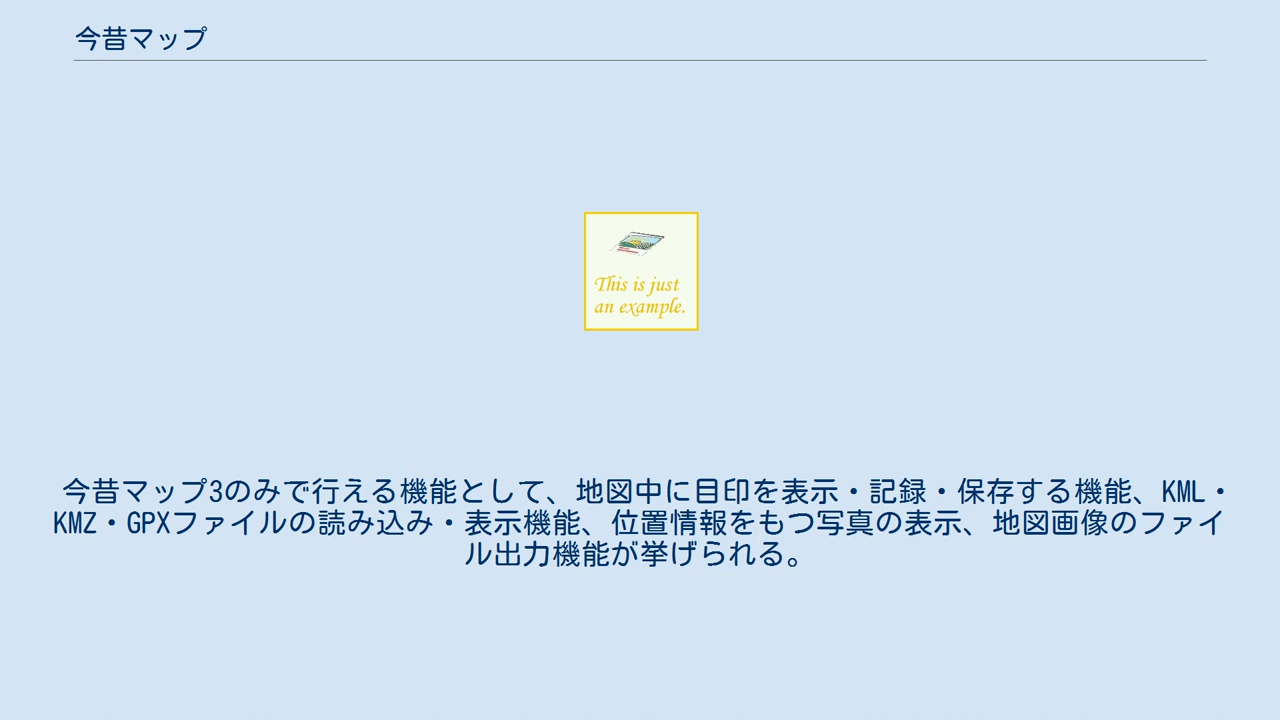 今昔マップ
This is just
an example.
今昔マップ3のみで行える機能として、地図中に目印を表示・記録・保存する機能、KML・
KMZ・GPXファイルの読み込み・表示機能、位置情報をもつ写真の表示、地図画像のファイ
ル出力機能が挙げられる。